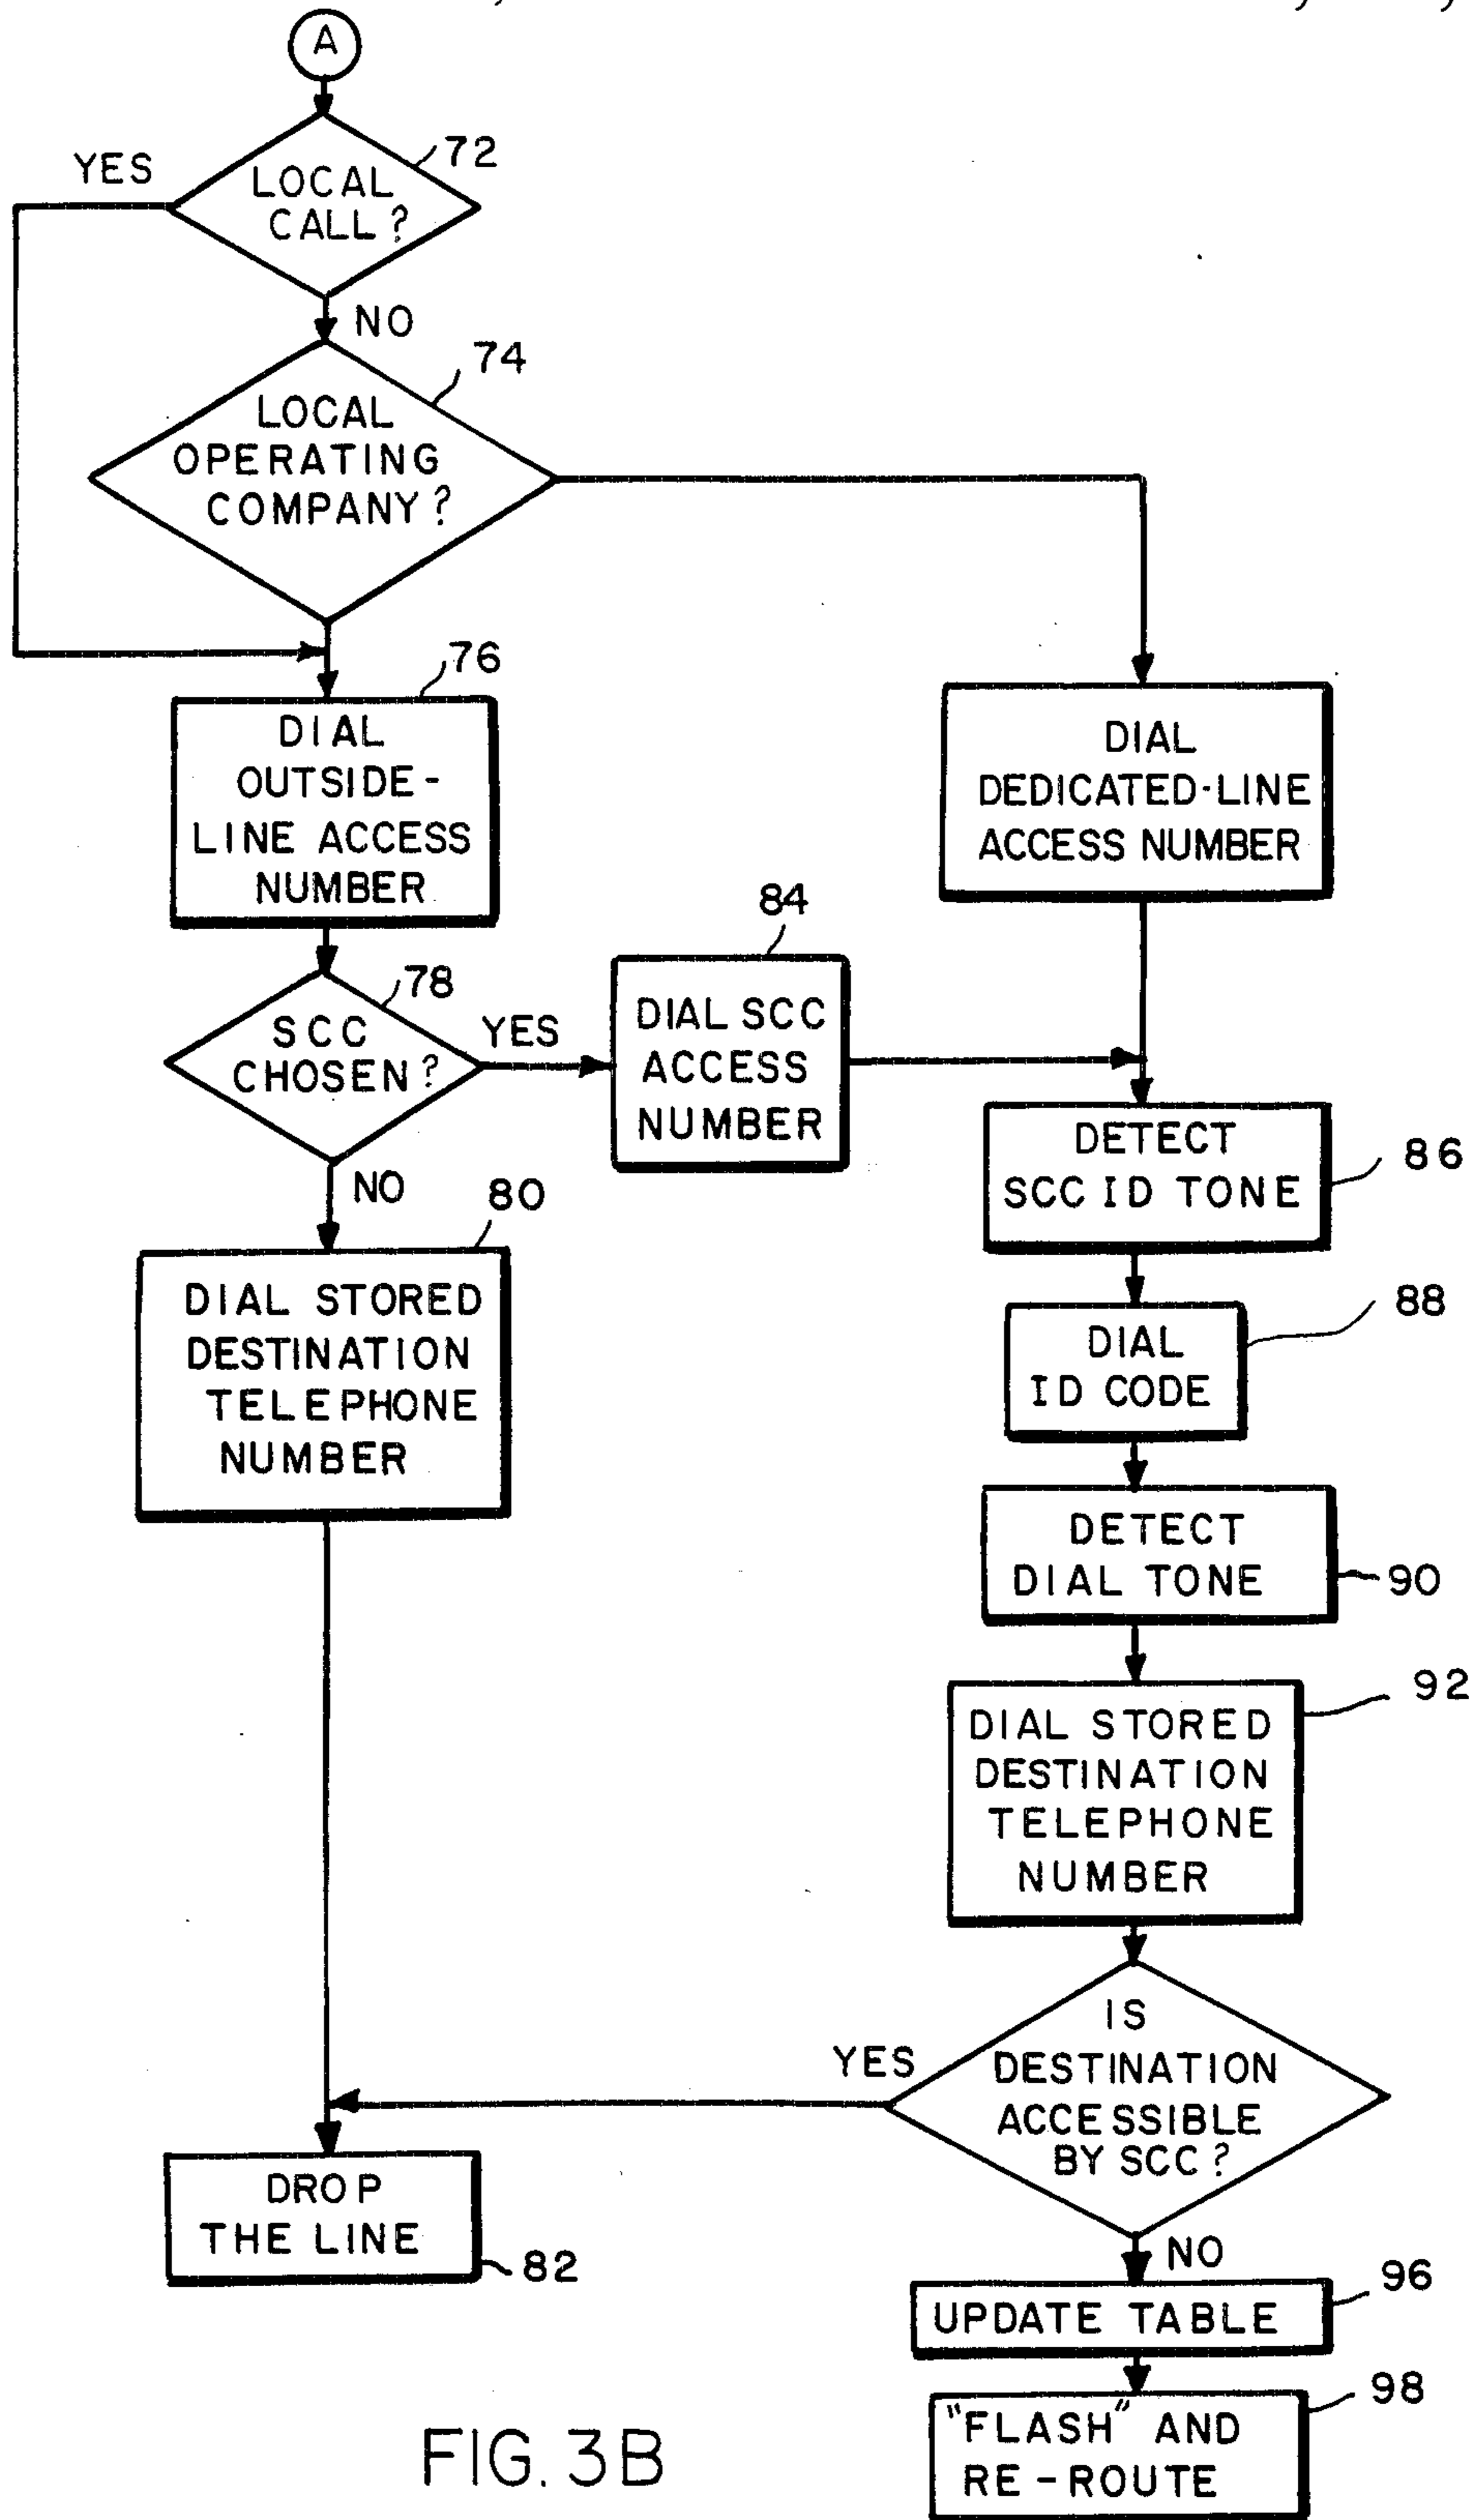 A
72
YES
LOCAL
CALL?
NO
74
LOCAL
OPERATING
COMPANY?
76
DIAL
OUTSIDE-
LINE ACCESS
NUMBER
DIAL
DEDICATED-LINE
ACCESS NUMBER
84
78
SCC
CHOSEN?
YES
DIAL SCC
ACCESS
NUMBER
DETECT
SCC ID TONE
86
NO
80
DIAL STORED
DESTINATION
TELEPHONE
NUMBER
88
DIAL
ID CODE
DETECT
DIAL TONE
90
92
DIAL STORED
DESTINATION
TELEPHONE
NUMBER
IS
DESTINATION
ACCESSIBLE
BY SCC?
YES
DROP
THE LINE
82
NO
96
UPDATE TABLE
98
"FLASH" AND
RE-ROUTE
FIG. 3B